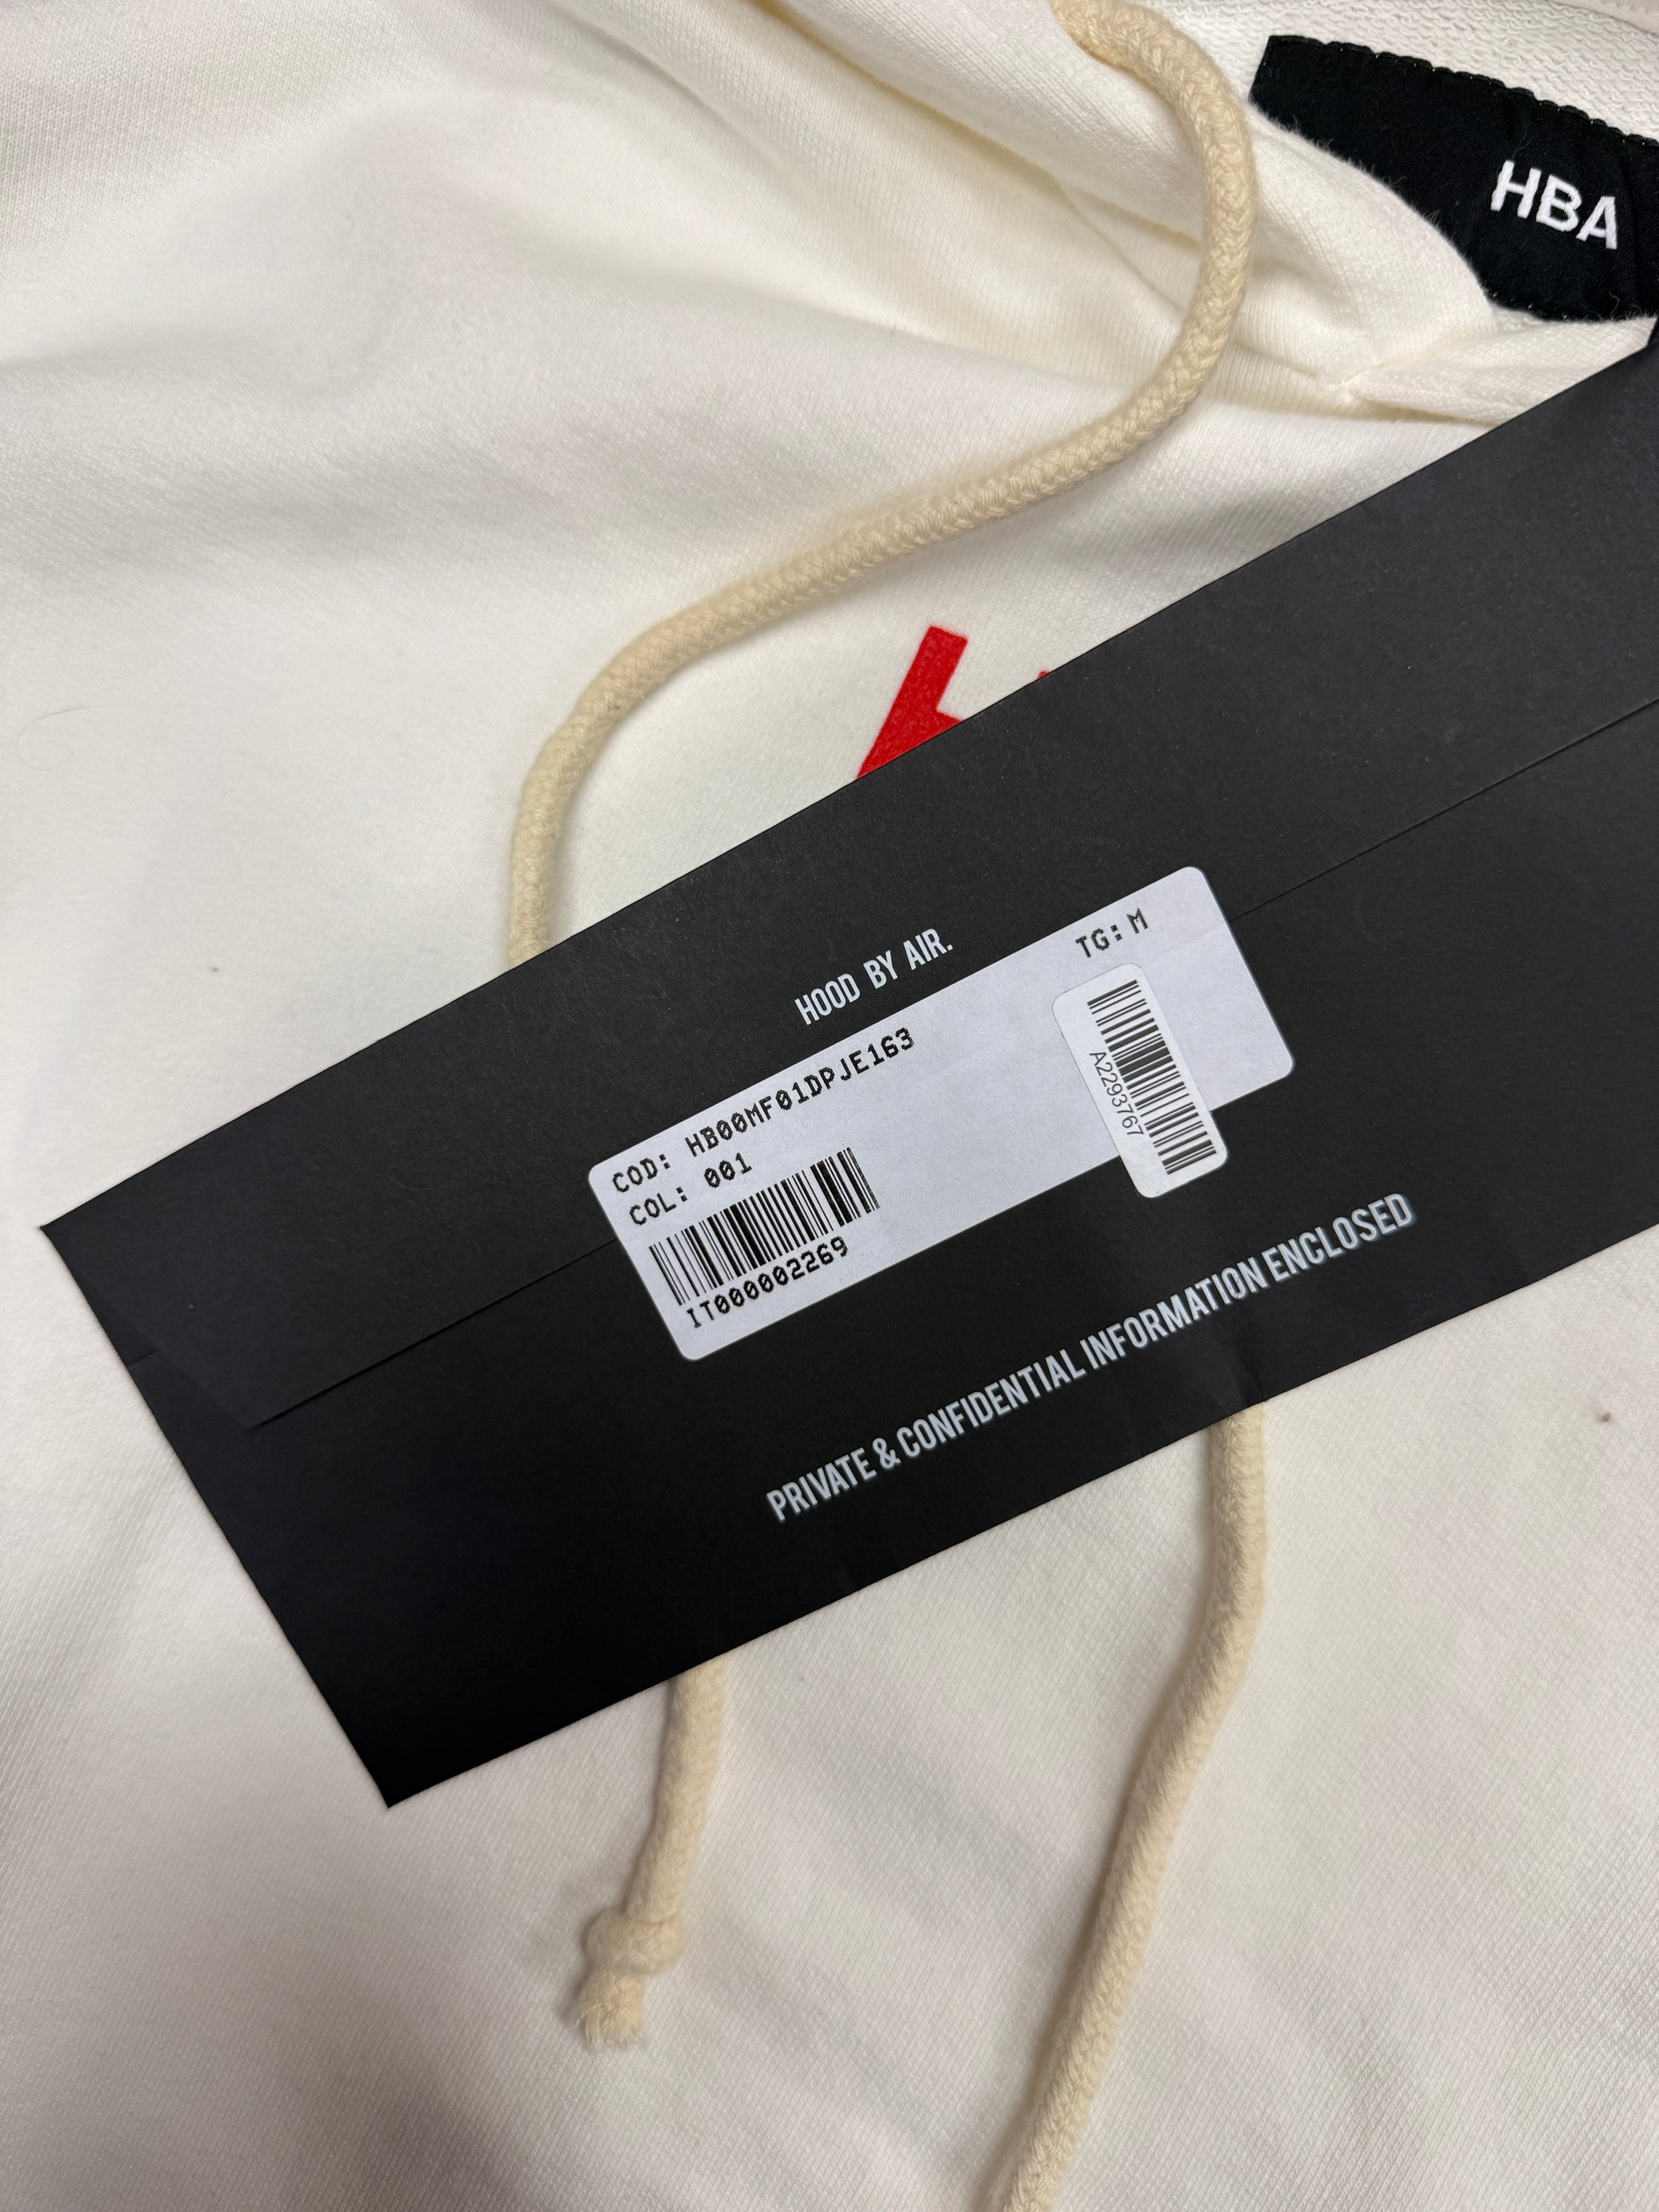 HBA
HOOD BY AIR.
TG: M
COD: HB00MF01DPJE163
COL: 001
IT000002269
A2293767
PRIVATE & CONFIDENTIAL INFORMATION ENCLOSED